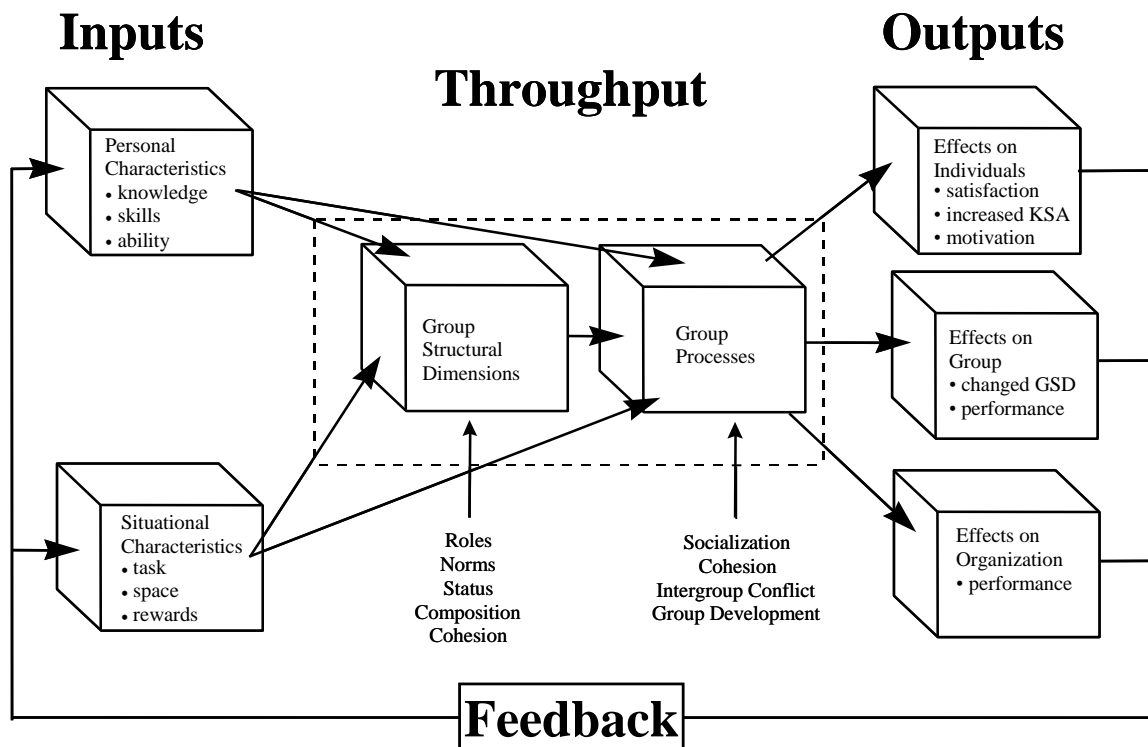 Inputs
Throughput
Outputs
Personal
Characteristics
• knowledge
• skills
• ability
Situational
Characteristics
• task
• space
• rewards
Group
Structural
Dimensions
Group
Processes
Roles
Norms
Status
Composition
Cohesion
Socialization
Cohesion
Intergroup Conflict
Group Development
Effects on
Individuals
• satisfaction
• increased KSA
• motivation
Effects on
Group
• changed GSD
• performance
Effects on
Organization
• performance
Feedback